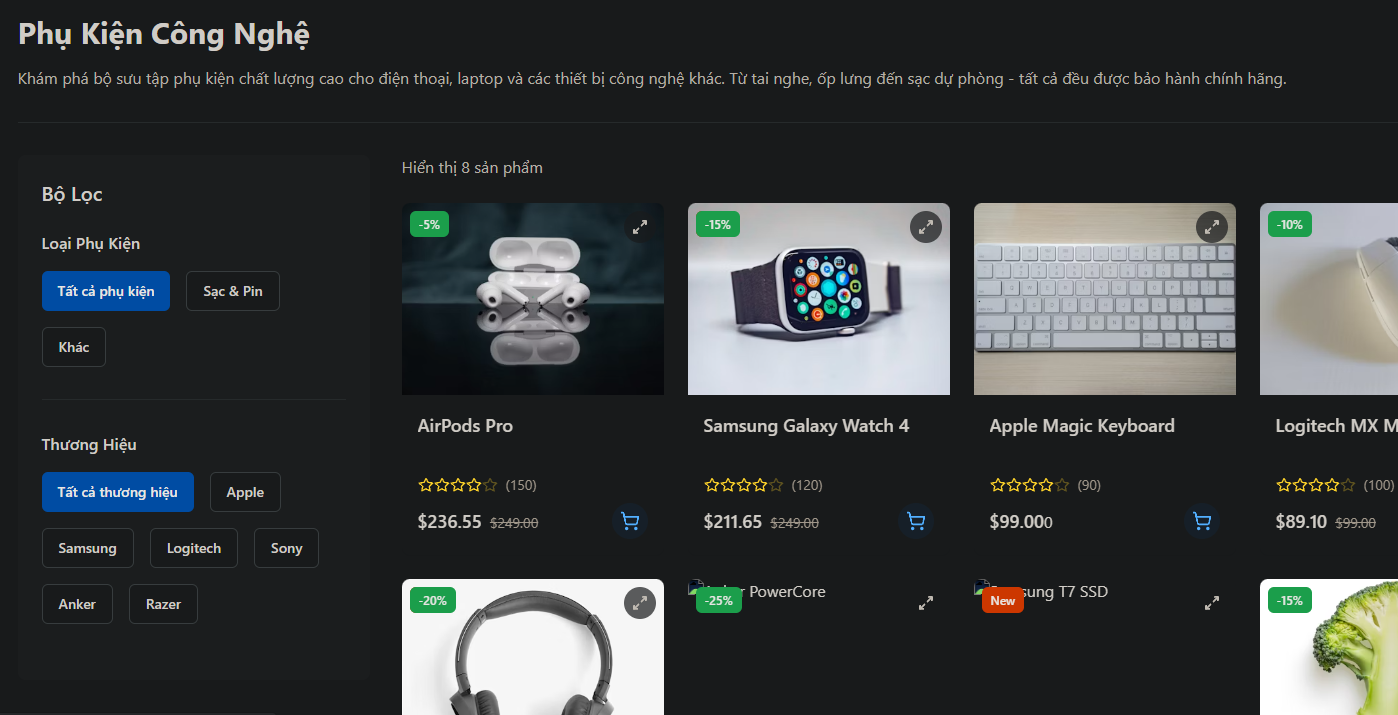 Phụ Kiện Công Nghệ
Khám phá bộ sưu tập phụ kiện chất lượng cao cho điện thoại, laptop và các thiết bị công nghệ khác. Từ tai nghe, ốp lưng đến sạc dự phòng - tất cả đều được bảo hành chính hãng.
Bộ Lọc
Loại Phụ Kiện
Tất cả phụ kiện
Sạc & Pin
Khác
Thương Hiệu
Tất cả thương hiệu
Apple
Samsung
Logitech
Sony
Anker
Razer
Hiển thị 8 sản phẩm
-5%
AirPods Pro
(150)
$236.55 $249.00
-15%
Samsung Galaxy Watch 4
(120)
$211.65 $249.00
Apple Magic Keyboard
(90)
$99.000
-10%
Logitech MX M
(100)
$89.10 $99.00
-20%
-25%
PowerCore
New
sung T7 SSD
-15%